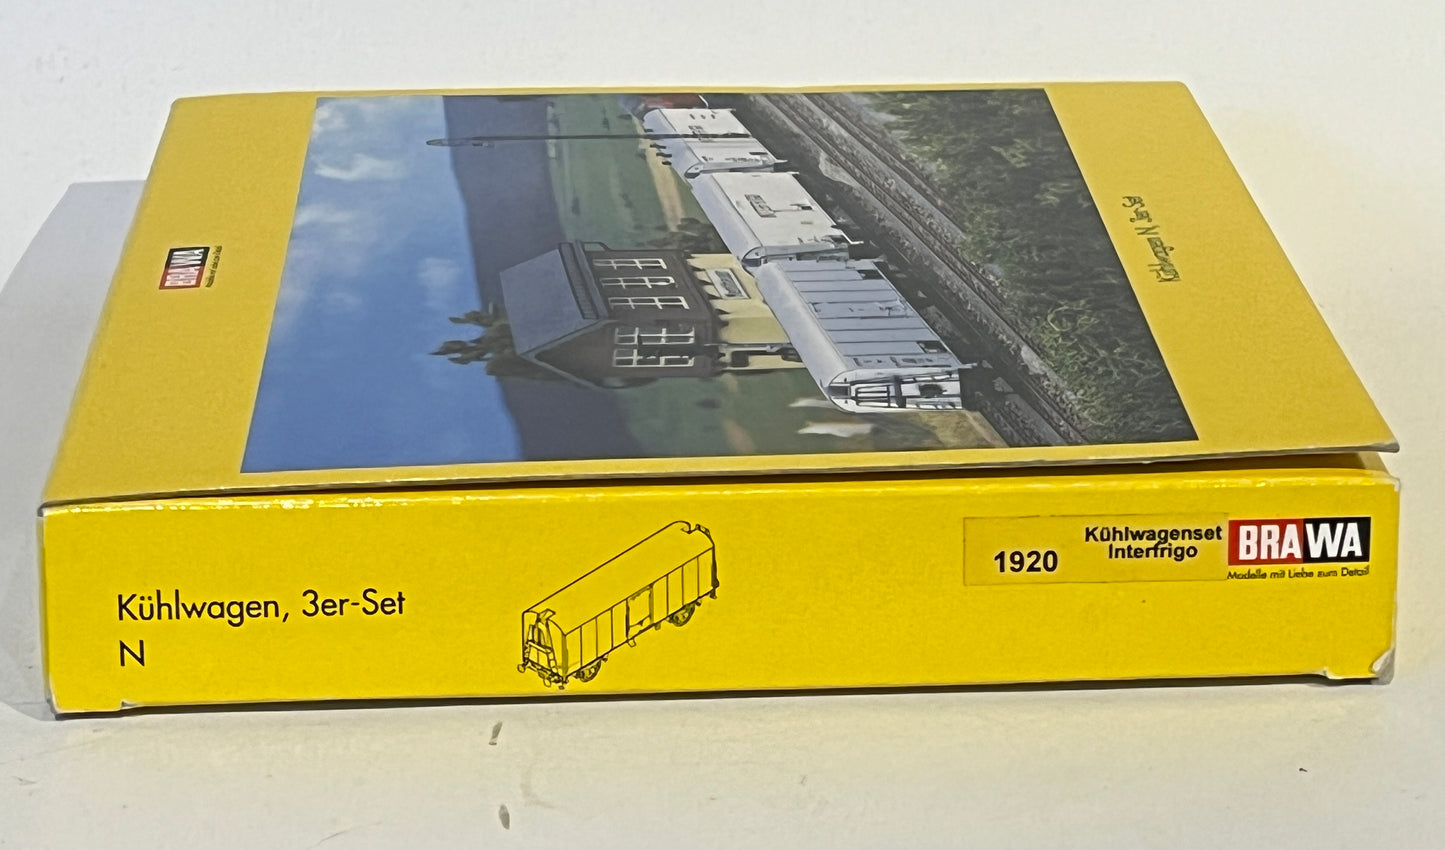 BRAWA
Kühlwagen N, 3er-Set
Kühlwagen, 3er-Set
N
1920
Kühlwagenset
Interfrigo
BRAWA
Modelle mit Liebe zum Detail